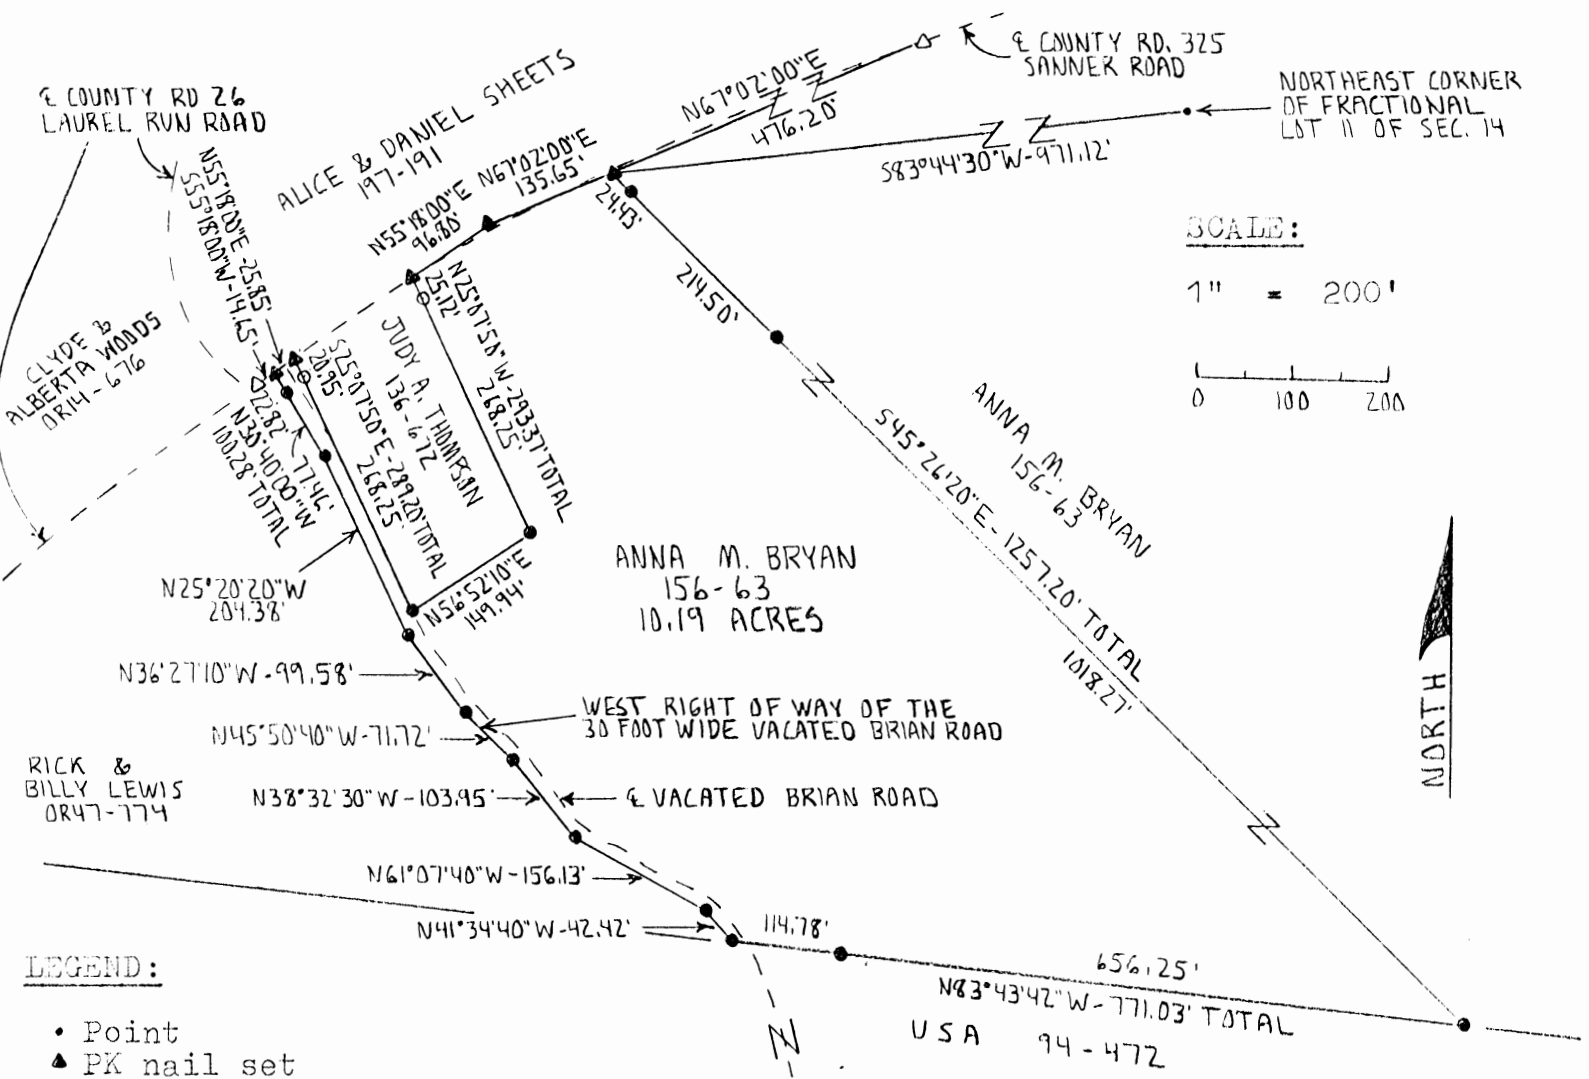 ℄ COUNTY RD 26
LAUREL RUN ROAD
ALICE & DANIEL SHEETS
197-191
N67°02'00"E
476.20'
℄ COUNTY RD. 325
SANNER ROAD
NORTHEAST CORNER
OF FRACTIONAL
LOT 11 OF SEC. 14
S83°44'30"W-971.12'
N55°18'00"E-25.85'
S55°18'00"W-14.65'
N55°18'00"E
96.80'
N67°02'00"E
135.65'
24.43'
214.50'
SCALE:
1" = 200'
0 100 200
CLYDE &
ALBERTA WOODS
OR14-676
22.82'
77.46'
N30°40'00"W
100.28' TOTAL
20.95'
S25°07'50"E-289.20' TOTAL
268.25'
JUDY A. THOMPSON
136-672
25.12'
N25°07'50"W-293.37' TOTAL
268.25'
N56°52'10"E
149.94'
ANNA M. BRYAN
156-63
S45°26'20"E-1257.20' TOTAL
1018.27'
ANNA M. BRYAN
156-63
10.19 ACRES
N25°20'20"W
204.38'
N36°27'10"W-99.58'
WEST RIGHT OF WAY OF THE
30 FOOT WIDE VACATED BRIAN ROAD
N45°50'40"W-71.72'
RICK &
BILLY LEWIS
OR47-774
N38°32'30"W-103.95'
℄ VACATED BRIAN ROAD
N61°07'40"W-156.13'
N41°34'40"W-42.42'
114.78'
656.25'
N83°43'42"W-771.03' TOTAL
USA 94-472
NORTH
LEGEND:
• Point
▲ PK nail set